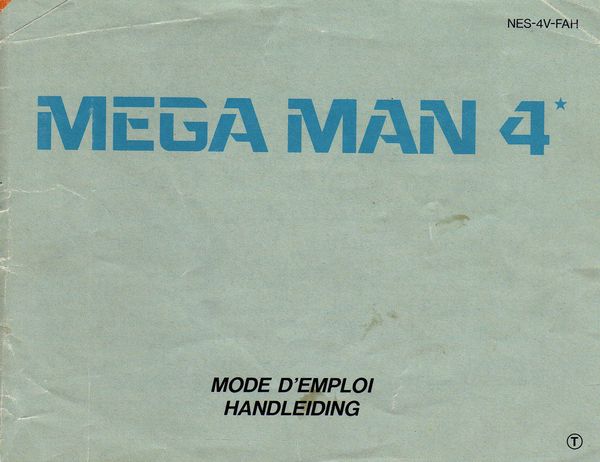 NES-4V-FAH
MEGA MAN 4*
MODE D'EMPLOI
HANDLEIDING
T